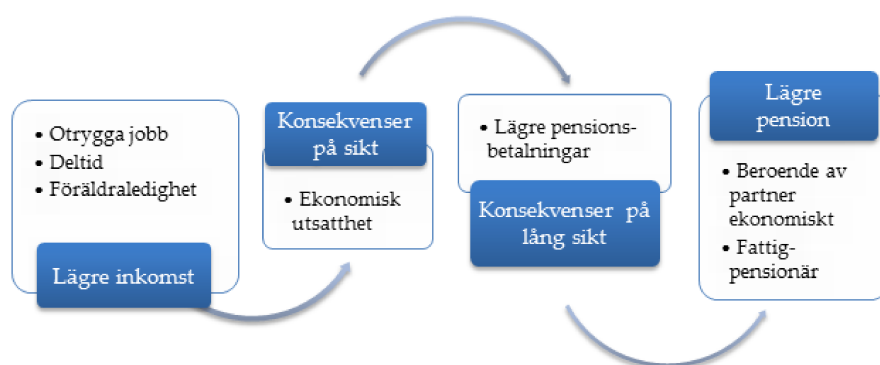 • Otrygga jobb
• Deltid
• Föräldraledighet
Lägre inkomst
Konsekvenser
på sikt
• Ekonomisk
utsatthet
• Lägre pensions-
betalningar
Konsekvenser på
lång sikt
Lägre
pension
• Beroende av
partner
ekonomiskt
• Fattig-
pensionär